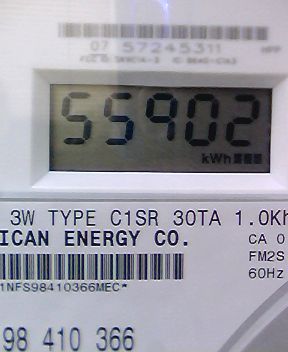 07 57245311
55902
kWh
3W TYPE C1SR 30TA 1.0Kh
ICAN ENERGY CO.
CA 0
FM2S
60Hz
1NFS98410366MEC*
98 410 366